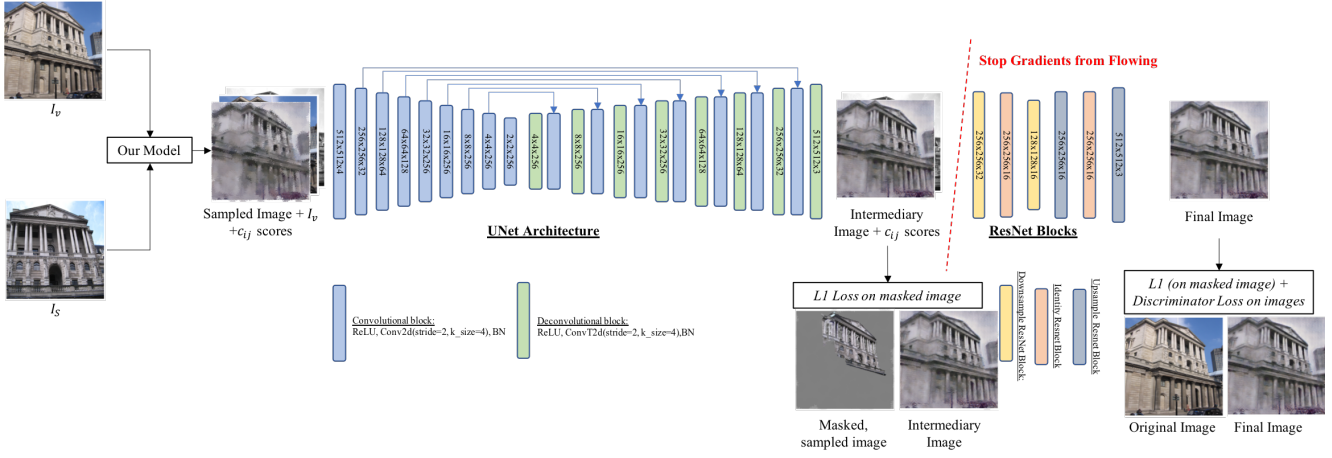 I_v
I_S
Our Model
Sampled Image + I_v
+c_ij scores
512x512x4
256x256x32
128x128x64
64x64x128
32x32x256
16x16x256
8x8x256
4x4x256
2x2x256
4x4x256
8x8x256
16x16x256
32x32x256
64x64x128
128x128x64
256x256x32
512x512x3
UNet Architecture
Convolutional block:
ReLU, Conv2d(stride=2, k_size=4), BN
Deconvolutional block:
ReLU, ConvT2d(stride=2, k_size=4),BN
Intermediary
Image + c_ij scores
L1 Loss on masked image
Masked,
sampled image
Intermediary
Image
Stop Gradients from Flowing
256x256x32
256x256x16
128x128x16
256x256x16
256x256x16
512x512x3
ResNet Blocks
Downsample ResNet Block:
Identity Resnet Block
Upsample Resnet Block
Final Image
L1 (on masked image) +
Discriminator Loss on images
Original Image
Final Image